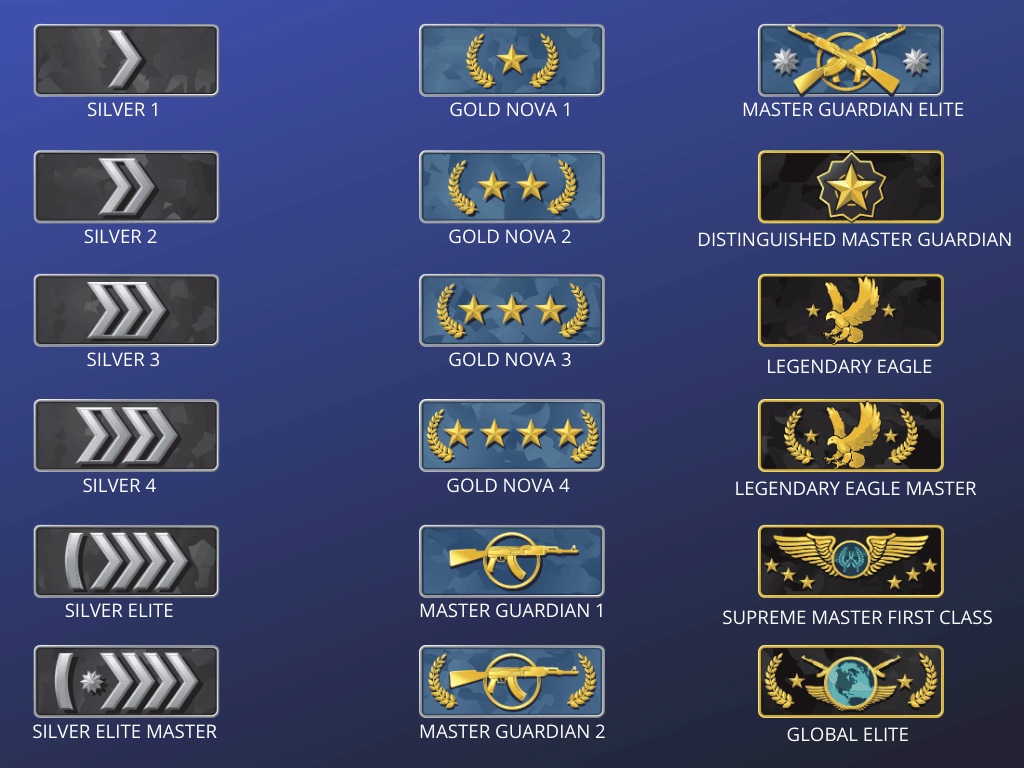 SILVER 1
SILVER 2
SILVER 3
SILVER 4
SILVER ELITE
SILVER ELITE MASTER
GOLD NOVA 1
GOLD NOVA 2
GOLD NOVA 3
GOLD NOVA 4
MASTER GUARDIAN 1
MASTER GUARDIAN 2
MASTER GUARDIAN ELITE
DISTINGUISHED MASTER GUARDIAN
LEGENDARY EAGLE
LEGENDARY EAGLE MASTER
SUPREME MASTER FIRST CLASS
GLOBAL ELITE